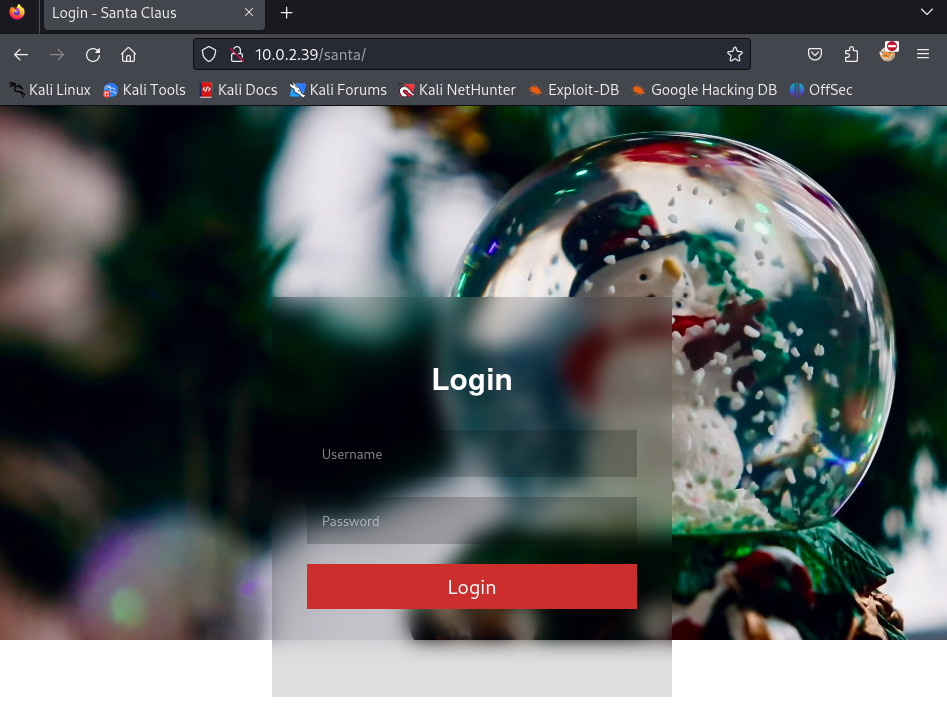 Login - Santa Claus
10.0.2.39/santa/
Kali Linux Kali Tools Kali Docs Kali Forums Kali NetHunter Exploit-DB Google Hacking DB OffSec
Login
Username
Password
Login